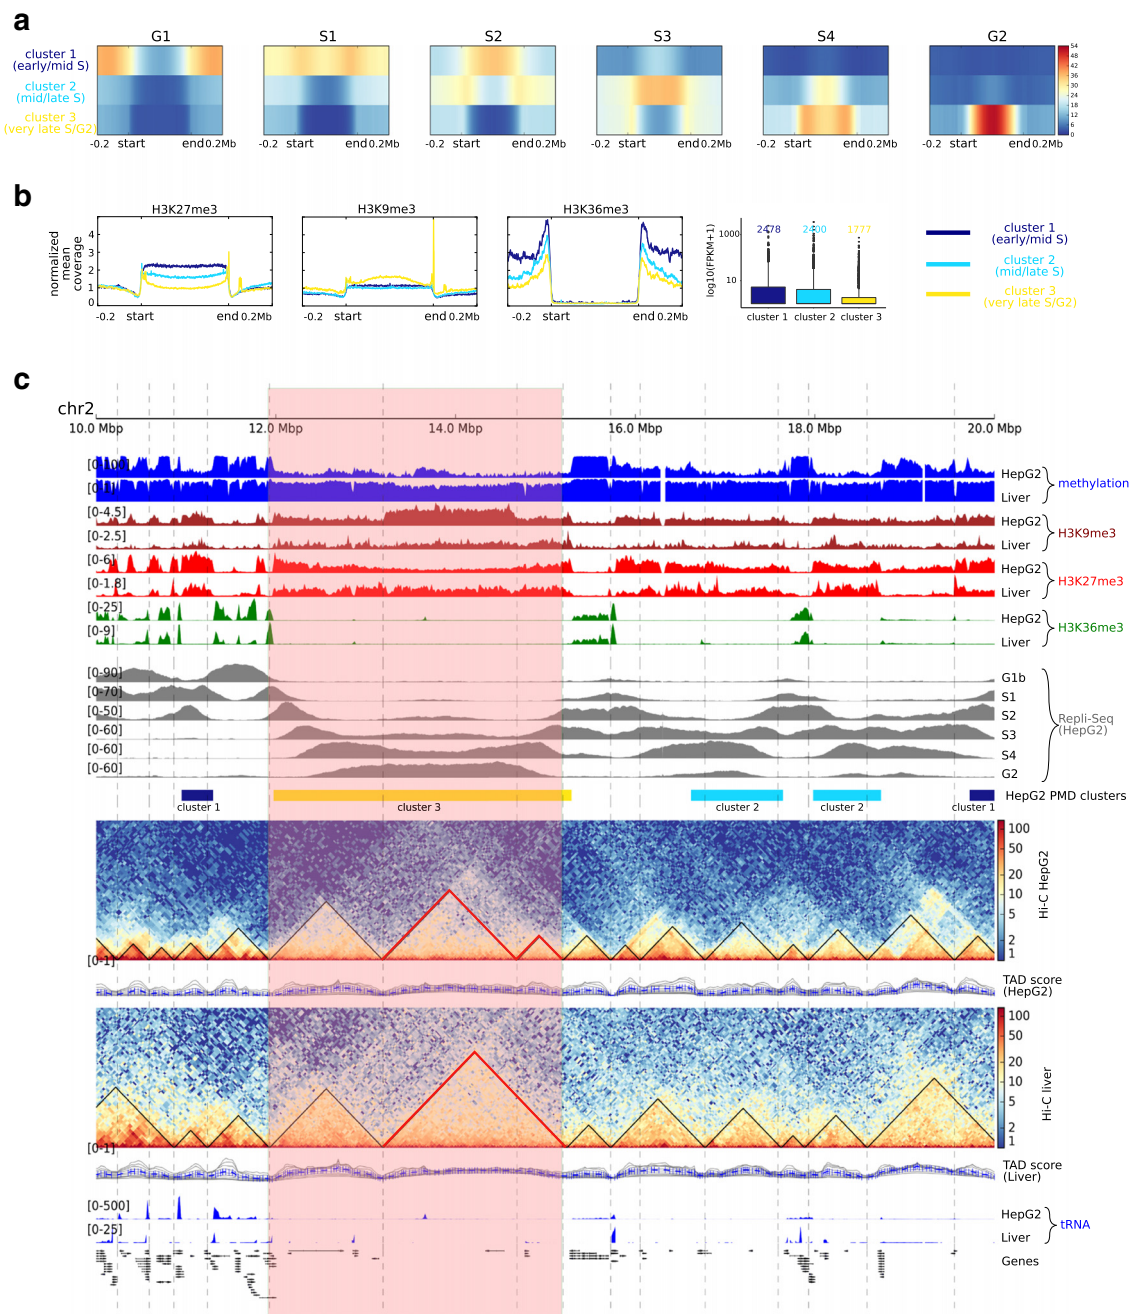 a
G1 S1 S2 S3 S4 G2
cluster 1
(early/mid S)
cluster 2
(mid/late S)
cluster 3
(very late S/G2)
54
48
42
36
30
24
18
12
6
0
-0.2 start end 0.2Mb -0.2 start end 0.2Mb -0.2 start end 0.2Mb -0.2 start end 0.2Mb -0.2 start end 0.2Mb -0.2 start end 0.2Mb
b
H3K27me3 H3K9me3 H3K36me3
normalized
mean
coverage
4
3
2
1
0
-0.2 start end 0.2Mb -0.2 start end 0.2Mb -0.2 start end 0.2Mb
log10(FPKM+1)
1000
10
2478 2400 1777
cluster 1 cluster 2 cluster 3
cluster 1
(early/mid S)
cluster 2
(mid/late S)
cluster 3
(very late S/G2)
c
chr2
10.0 Mbp 12.0 Mbp 14.0 Mbp 16.0 Mbp 18.0 Mbp 20.0 Mbp
[0-100] HepG2
Liver
methylation
[0-4.5] HepG2
[0-2.5] Liver
H3K9me3
[0-6] HepG2
[0-1.8] Liver
H3K27me3
[0-25] HepG2
[0-9] Liver
H3K36me3
[0-90] G1b
[0-70] S1
[0-50] S2
[0-60] S3
[0-60] S4
[0-60] G2
Repli-Seq
(HepG2)
cluster 1 cluster 3 cluster 2 cluster 2 cluster 1
HepG2 PMD clusters
100
50
20
10
5
2
1
Hi-C HepG2
[0-1]
TAD score
(HepG2)
100
50
20
10
5
2
1
Hi-C liver
[0-1]
TAD score
(Liver)
[0-500] HepG2
[0-25] Liver
tRNA
Genes